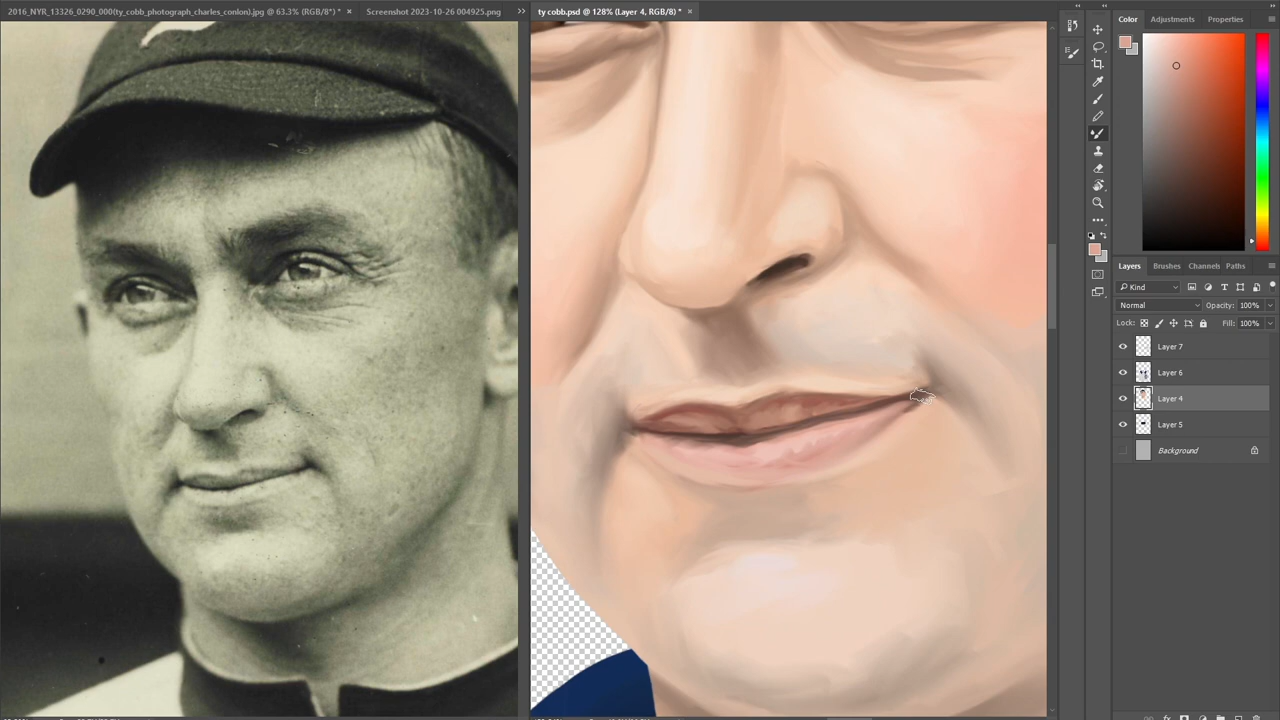 2016_NYR_13326_0290_000(ty_cobb_photograph_charles_conlon).jpg @ 63.3% (RGB/8*) * ×
Screenshot 2023-10-26 004925.png
»
ty cobb.psd @ 128% (Layer 4, RGB/8) * ×
Color
Adjustments
Properties
Layers
Brushes
Channels
Paths
Kind
Normal
Opacity: 100%
Lock:
Fill: 100%
Layer 7
Layer 6
Layer 4
Layer 5
Background